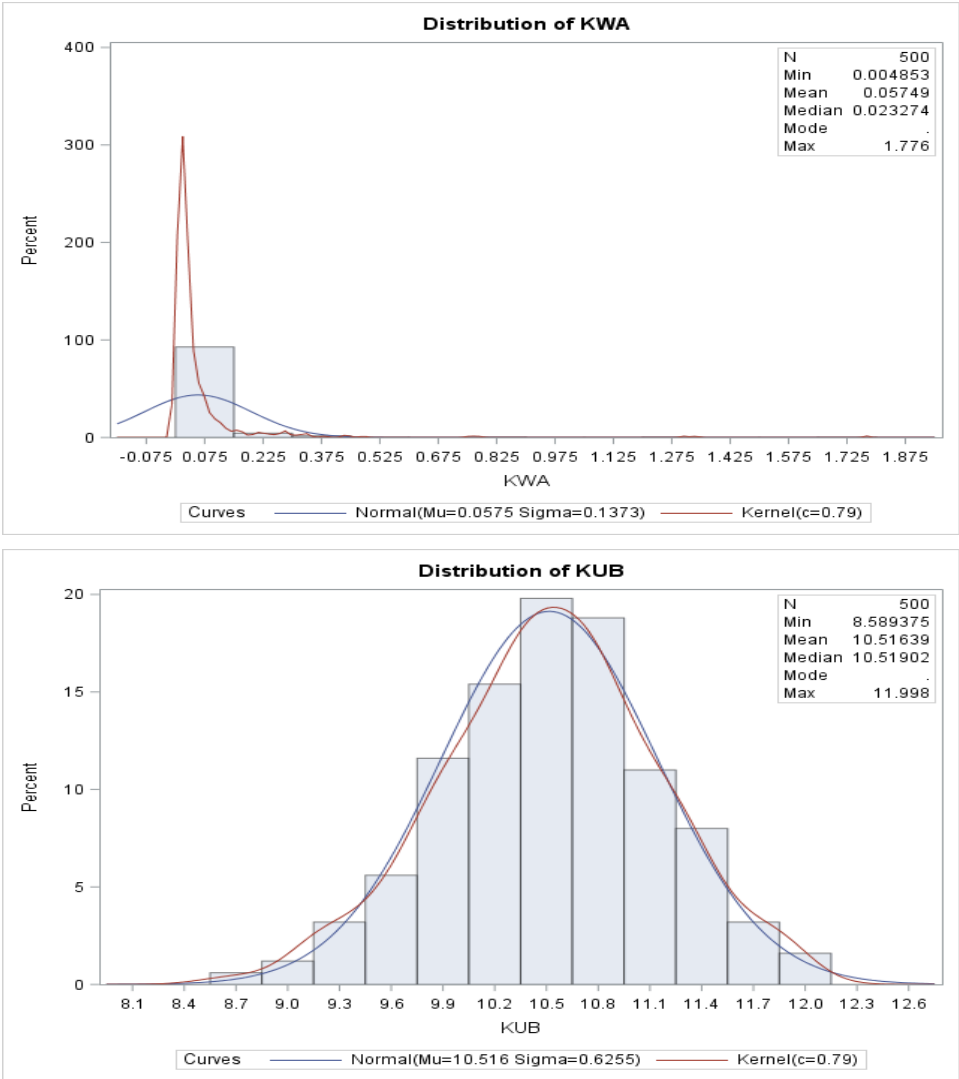 Distribution of KWA
400
300
200
100
0
Percent
N 500
Min 0.004853
Mean 0.05749
Median 0.023274
Mode .
Max 1.776
-0.075 0.075 0.225 0.375 0.525 0.675 0.825 0.975 1.125 1.275 1.425 1.575 1.725 1.875
KWA
Curves Normal(Mu=0.0575 Sigma=0.1373) Kernel(c=0.79)
Distribution of KUB
20
15
10
5
0
Percent
N 500
Min 8.589375
Mean 10.51639
Median 10.51902
Mode .
Max 11.998
8.1 8.4 8.7 9.0 9.3 9.6 9.9 10.2 10.5 10.8 11.1 11.4 11.7 12.0 12.3 12.6
KUB
Curves Normal(Mu=10.516 Sigma=0.6255) Kernel(c=0.79)